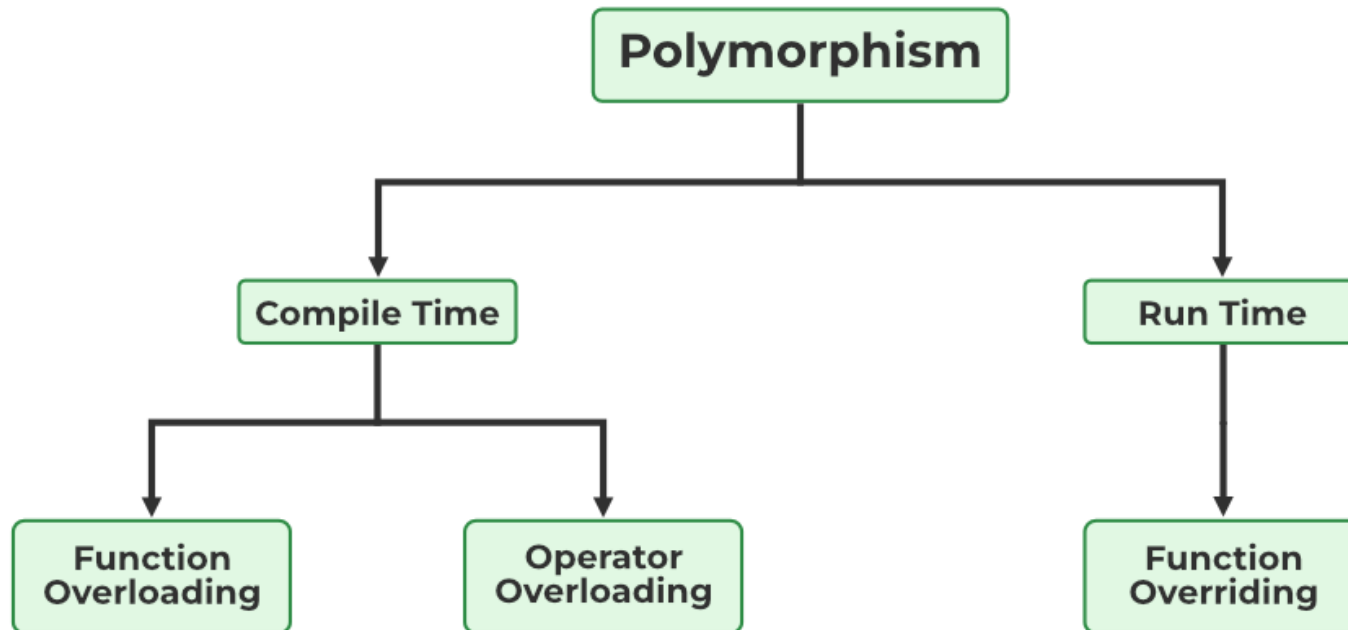 Polymorphism
Compile Time
Run Time
Function
Overloading
Operator
Overloading
Function
Overriding